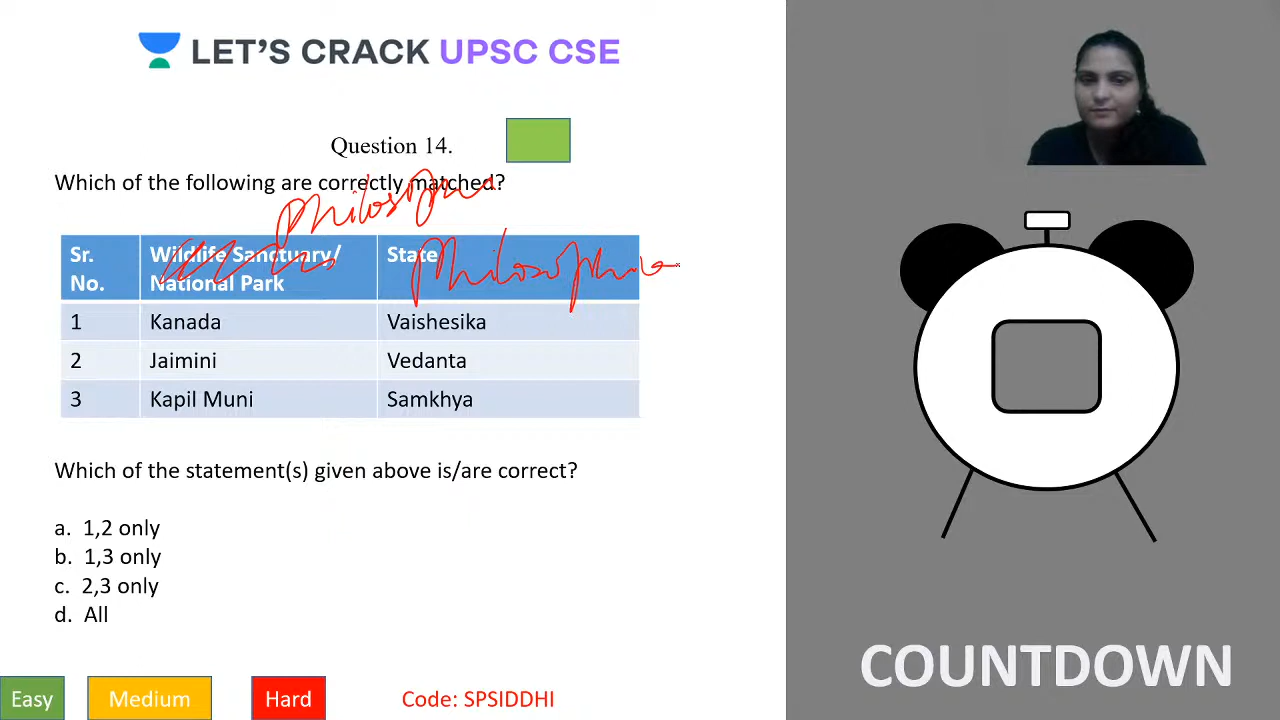 LET'S CRACK UPSC CSE
Question 14.
Which of the following are correctly matched?
Sr. No.
Wildlife Sanctuary/ National Park
State
1 Kanada Vaishesika
2 Jaimini Vedanta
3 Kapil Muni Samkhya
Which of the statement(s) given above is/are correct?
a. 1,2 only
b. 1,3 only
c. 2,3 only
d. All
Easy Medium Hard Code: SPSIDDHI
COUNTDOWN